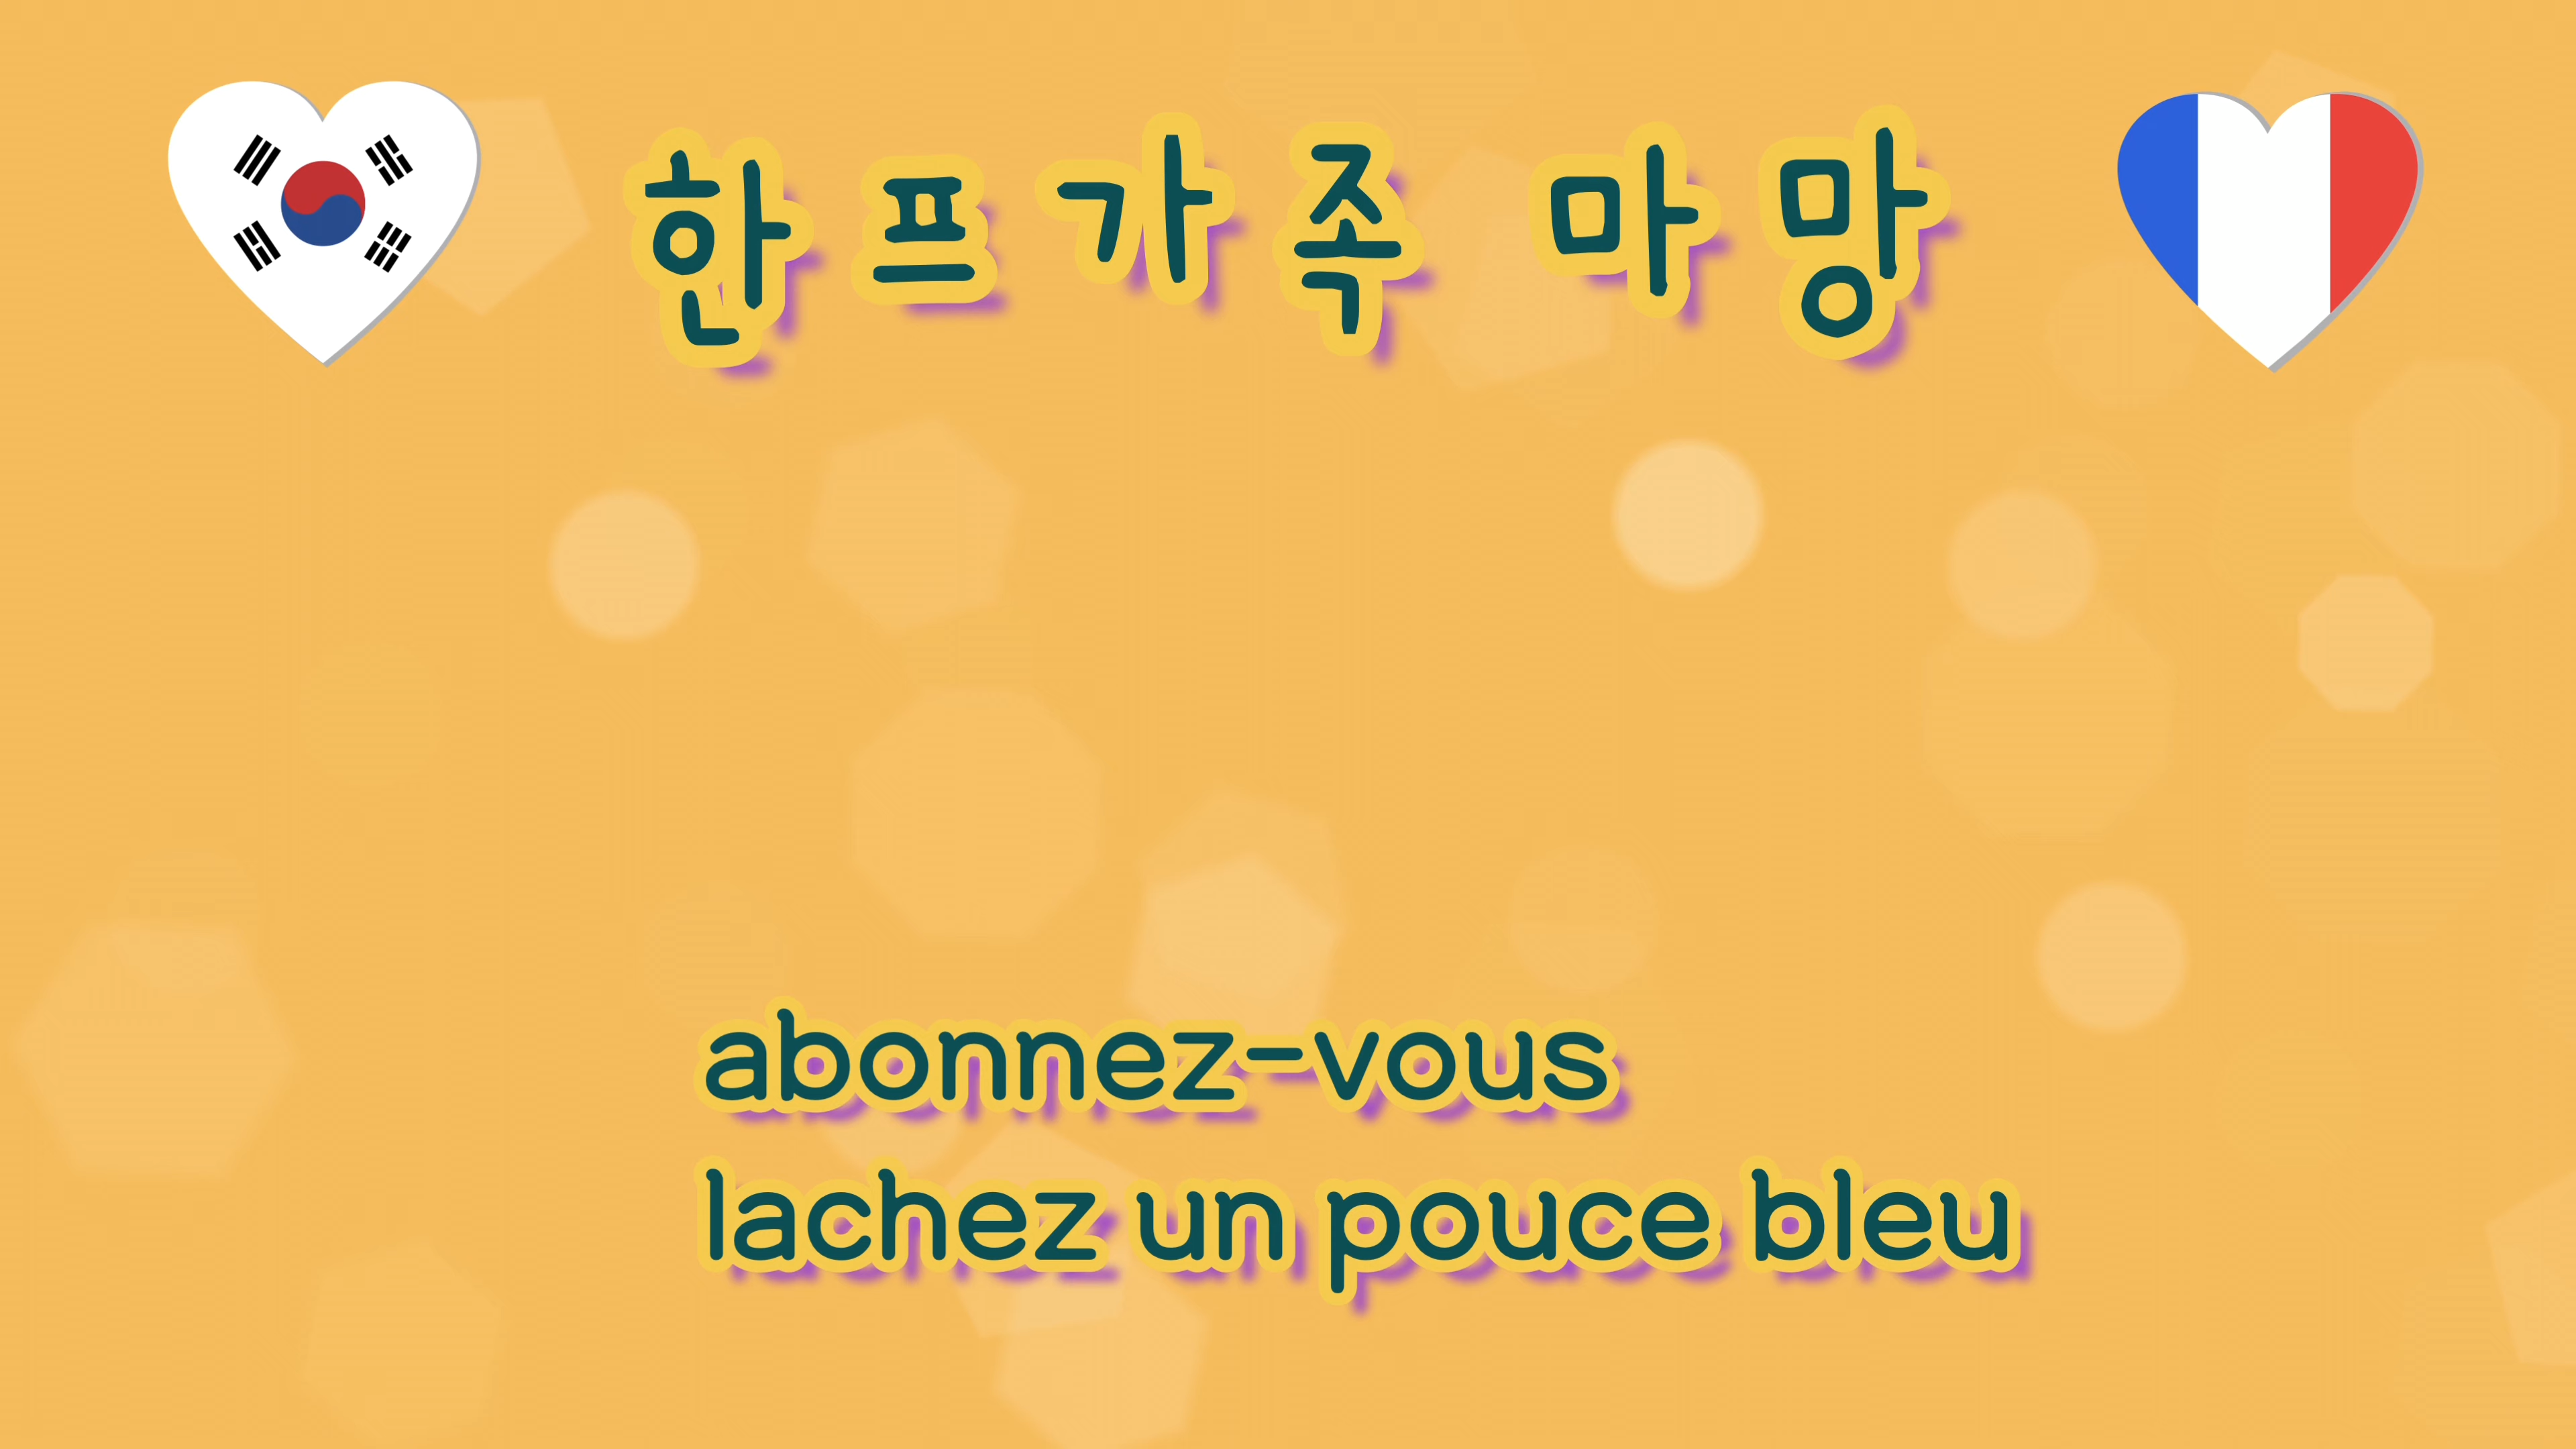 한프가족 마망
abonnez-vous
lachez un pouce bleu